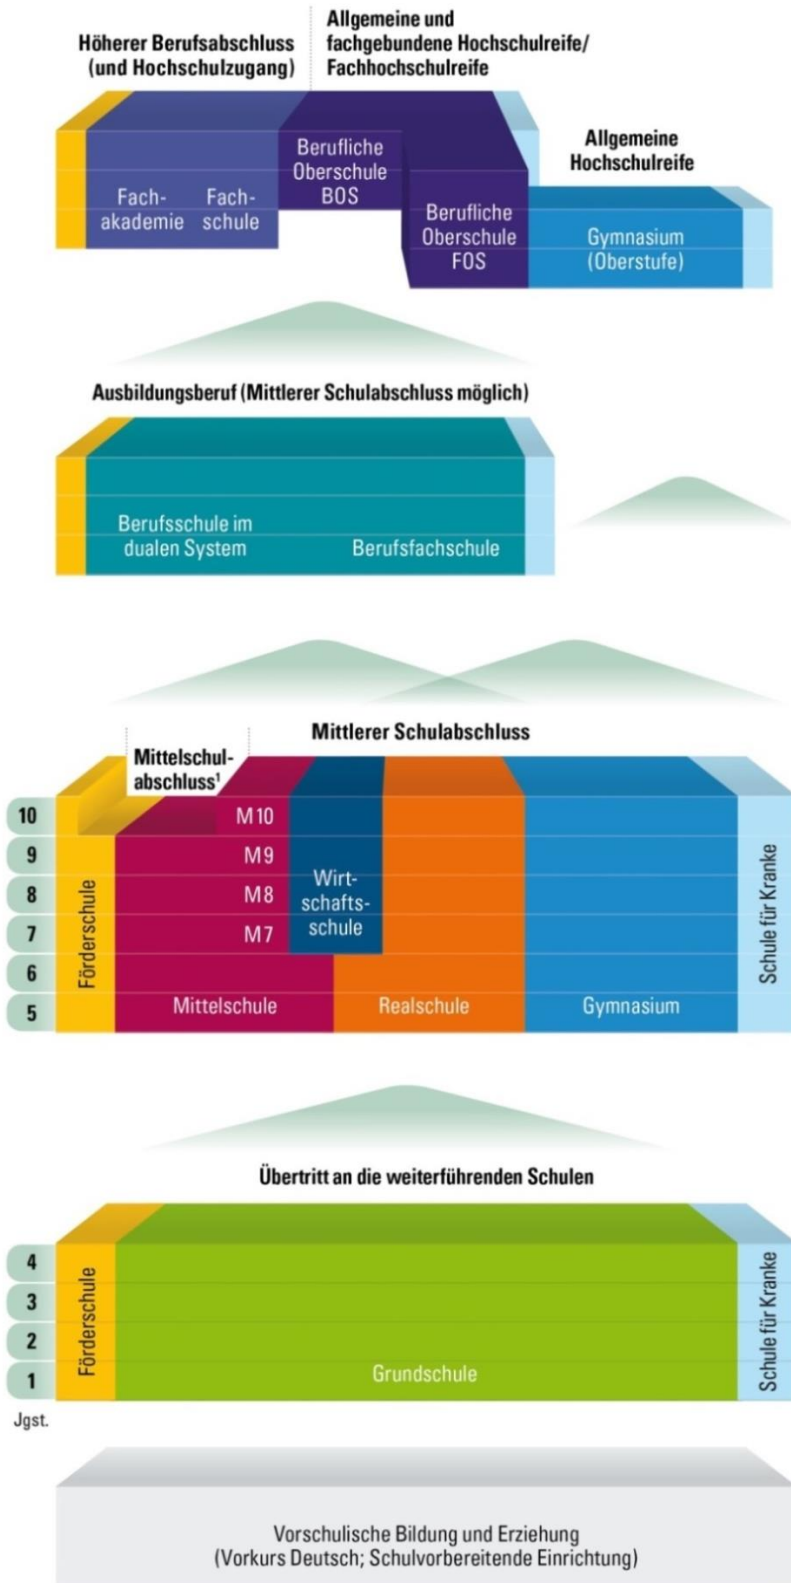 Höherer Berufsabschluss
(und Hochschulzugang)
Allgemeine und
fachgebundene Hochschulreife/
Fachhochschulreife
Allgemeine
Hochschulreife
Fach-
akademie
Fach-
schule
Berufliche
Oberschule
BOS
Berufliche
Oberschule
FOS
Gymnasium
(Oberstufe)
Ausbildungsberuf (Mittlerer Schulabschluss möglich)
Berufsschule im
dualen System
Berufsfachschule
Mittlerer Schulabschluss
Mittelschul-
abschluss¹
10
9
8
7
6
5
Förderschule
M10
M9
M8
M7
Mittelschule
Wirt-
schafts-
schule
Realschule
Gymnasium
Schule für Kranke
Übertritt an die weiterführenden Schulen
4
3
2
1
Jgst.
Förderschule
Grundschule
Schule für Kranke
Vorschulische Bildung und Erziehung
(Vorkurs Deutsch; Schulvorbereitende Einrichtung)